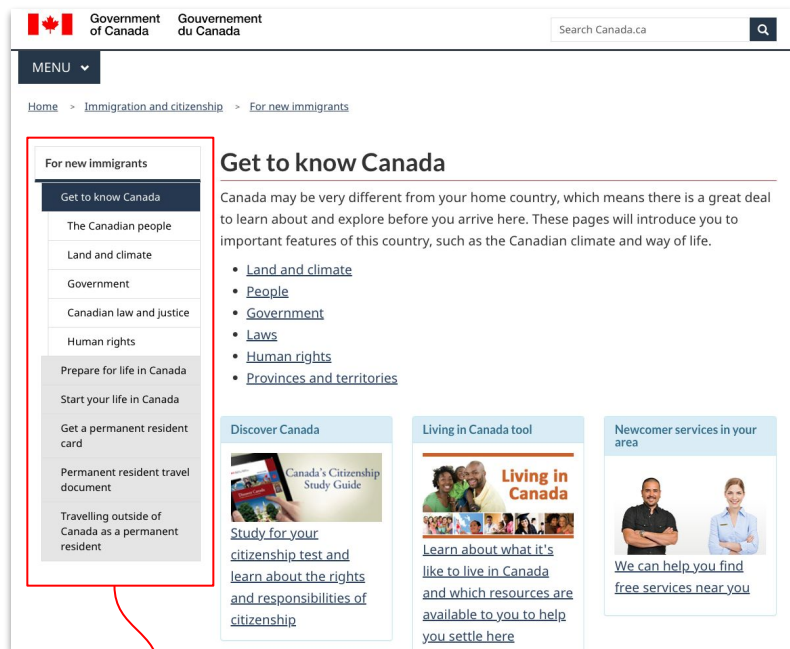 Government of Canada
Gouvernement du Canada
Search Canada.ca
MENU
Home > Immigration and citizenship > For new immigrants
For new immigrants
Get to know Canada
The Canadian people
Land and climate
Government
Canadian law and justice
Human rights
Prepare for life in Canada
Start your life in Canada
Get a permanent resident
card
Permanent resident travel
document
Travelling outside of
Canada as a permanent
resident
Get to know Canada
Canada may be very different from your home country, which means there is a great deal
to learn about and explore before you arrive here. These pages will introduce you to
important features of this country, such as the Canadian climate and way of life.
• Land and climate
• People
• Government
• Laws
• Human rights
• Provinces and territories
Discover Canada
Canada's Citizenship
Study Guide
Study for your
citizenship test and
learn about the rights
and responsibilities of
citizenship
Living in Canada tool
Living in
Canada
Learn about what it's
like to live in Canada
and which resources are
available to you to help
you settle here
Newcomer services in your
area
We can help you find
free services near you